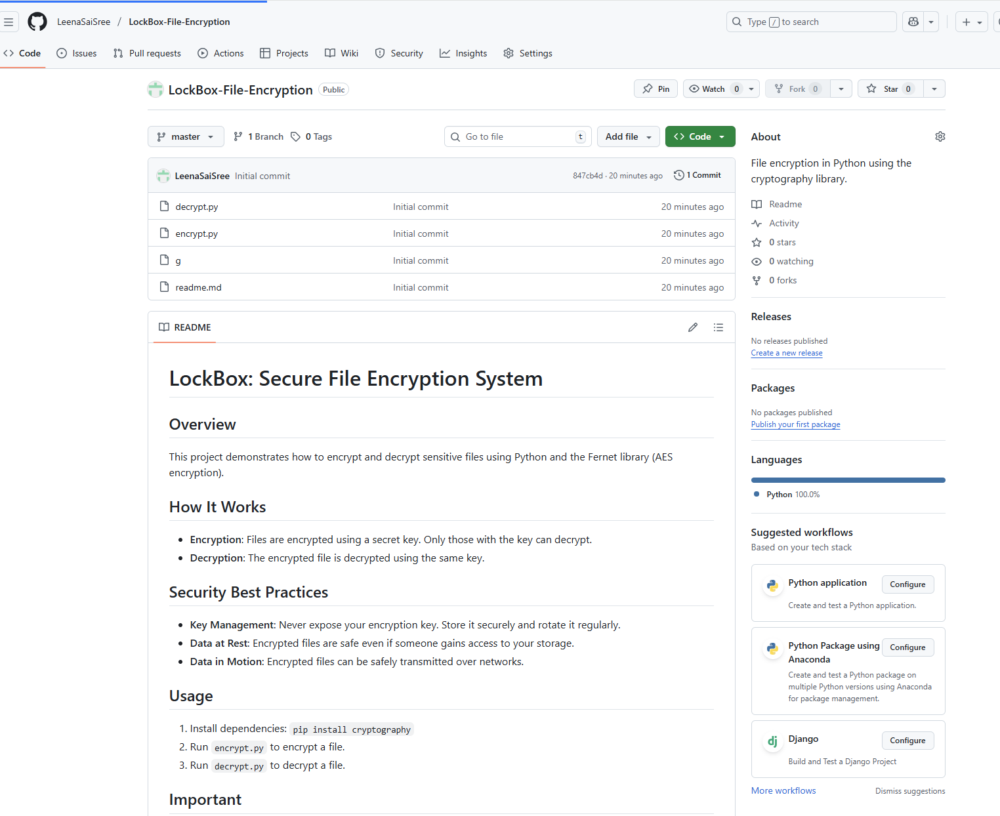 LeenaSaiSree / LockBox-File-Encryption
Type / to search
Code Issues Pull requests Actions Projects Wiki Security Insights Settings
LockBox-File-Encryption Public
Pin Watch 0 Fork 0 Star 0
master 1 Branch 0 Tags Go to file t Add file Code
LeenaSaiSree Initial commit 847cb4d · 20 minutes ago 1 Commit
decrypt.py Initial commit 20 minutes ago
encrypt.py Initial commit 20 minutes ago
g Initial commit 20 minutes ago
readme.md Initial commit 20 minutes ago
README
LockBox: Secure File Encryption System
Overview
This project demonstrates how to encrypt and decrypt sensitive files using Python and the Fernet library (AES
encryption).
How It Works
• Encryption: Files are encrypted using a secret key. Only those with the key can decrypt.
• Decryption: The encrypted file is decrypted using the same key.
Security Best Practices
• Key Management: Never expose your encryption key. Store it securely and rotate it regularly.
• Data at Rest: Encrypted files are safe even if someone gains access to your storage.
• Data in Motion: Encrypted files can be safely transmitted over networks.
Usage
1. Install dependencies: pip install cryptography
2. Run encrypt.py to encrypt a file.
3. Run decrypt.py to decrypt a file.
Important
About
File encryption in Python using the
cryptography library.
Readme
Activity
0 stars
0 watching
0 forks
Releases
No releases published
Create a new release
Packages
No packages published
Publish your first package
Languages
Python 100.0%
Suggested workflows
Based on your tech stack
Python application Configure
Create and test a Python application.
Python Package using Configure
Anaconda
Create and test a Python package on
multiple Python versions using Anaconda
for package management.
dj Django Configure
Build and Test a Django Project
More workflows Dismiss suggestions